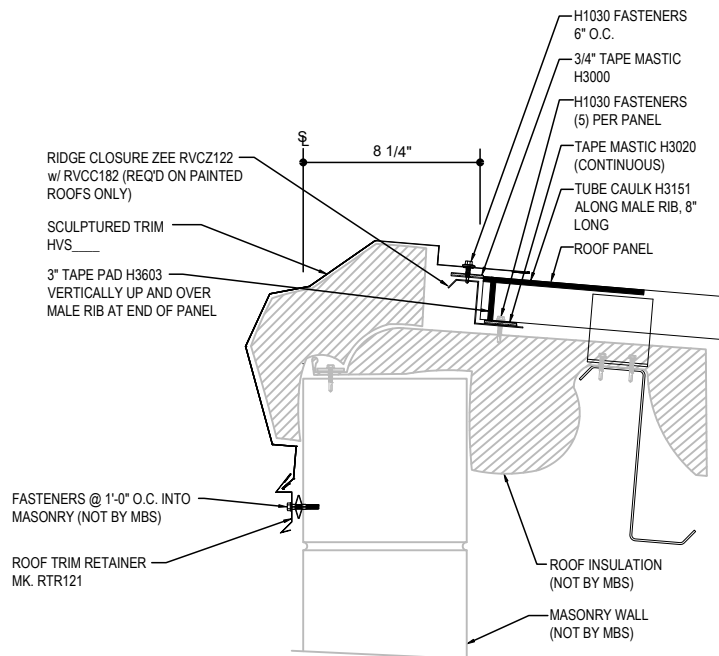 H1030 FASTENERS
6" O.C.
3/4" TAPE MASTIC
H3000
H1030 FASTENERS
(5) PER PANEL
TAPE MASTIC H3020
(CONTINUOUS)
TUBE CAULK H3151
ALONG MALE RIB, 8"
LONG
ROOF PANEL
SL
8 1/4"
RIDGE CLOSURE ZEE RVCZ122
w/ RVCC182 (REQ'D ON PAINTED
ROOFS ONLY)
SCULPTURED TRIM
HVS____
3" TAPE PAD H3603
VERTICALLY UP AND OVER
MALE RIB AT END OF PANEL
FASTENERS @ 1'-0" O.C. INTO
MASONRY (NOT BY MBS)
ROOF TRIM RETAINER
MK. RTR121
ROOF INSULATION
(NOT BY MBS)
MASONRY WALL
(NOT BY MBS)